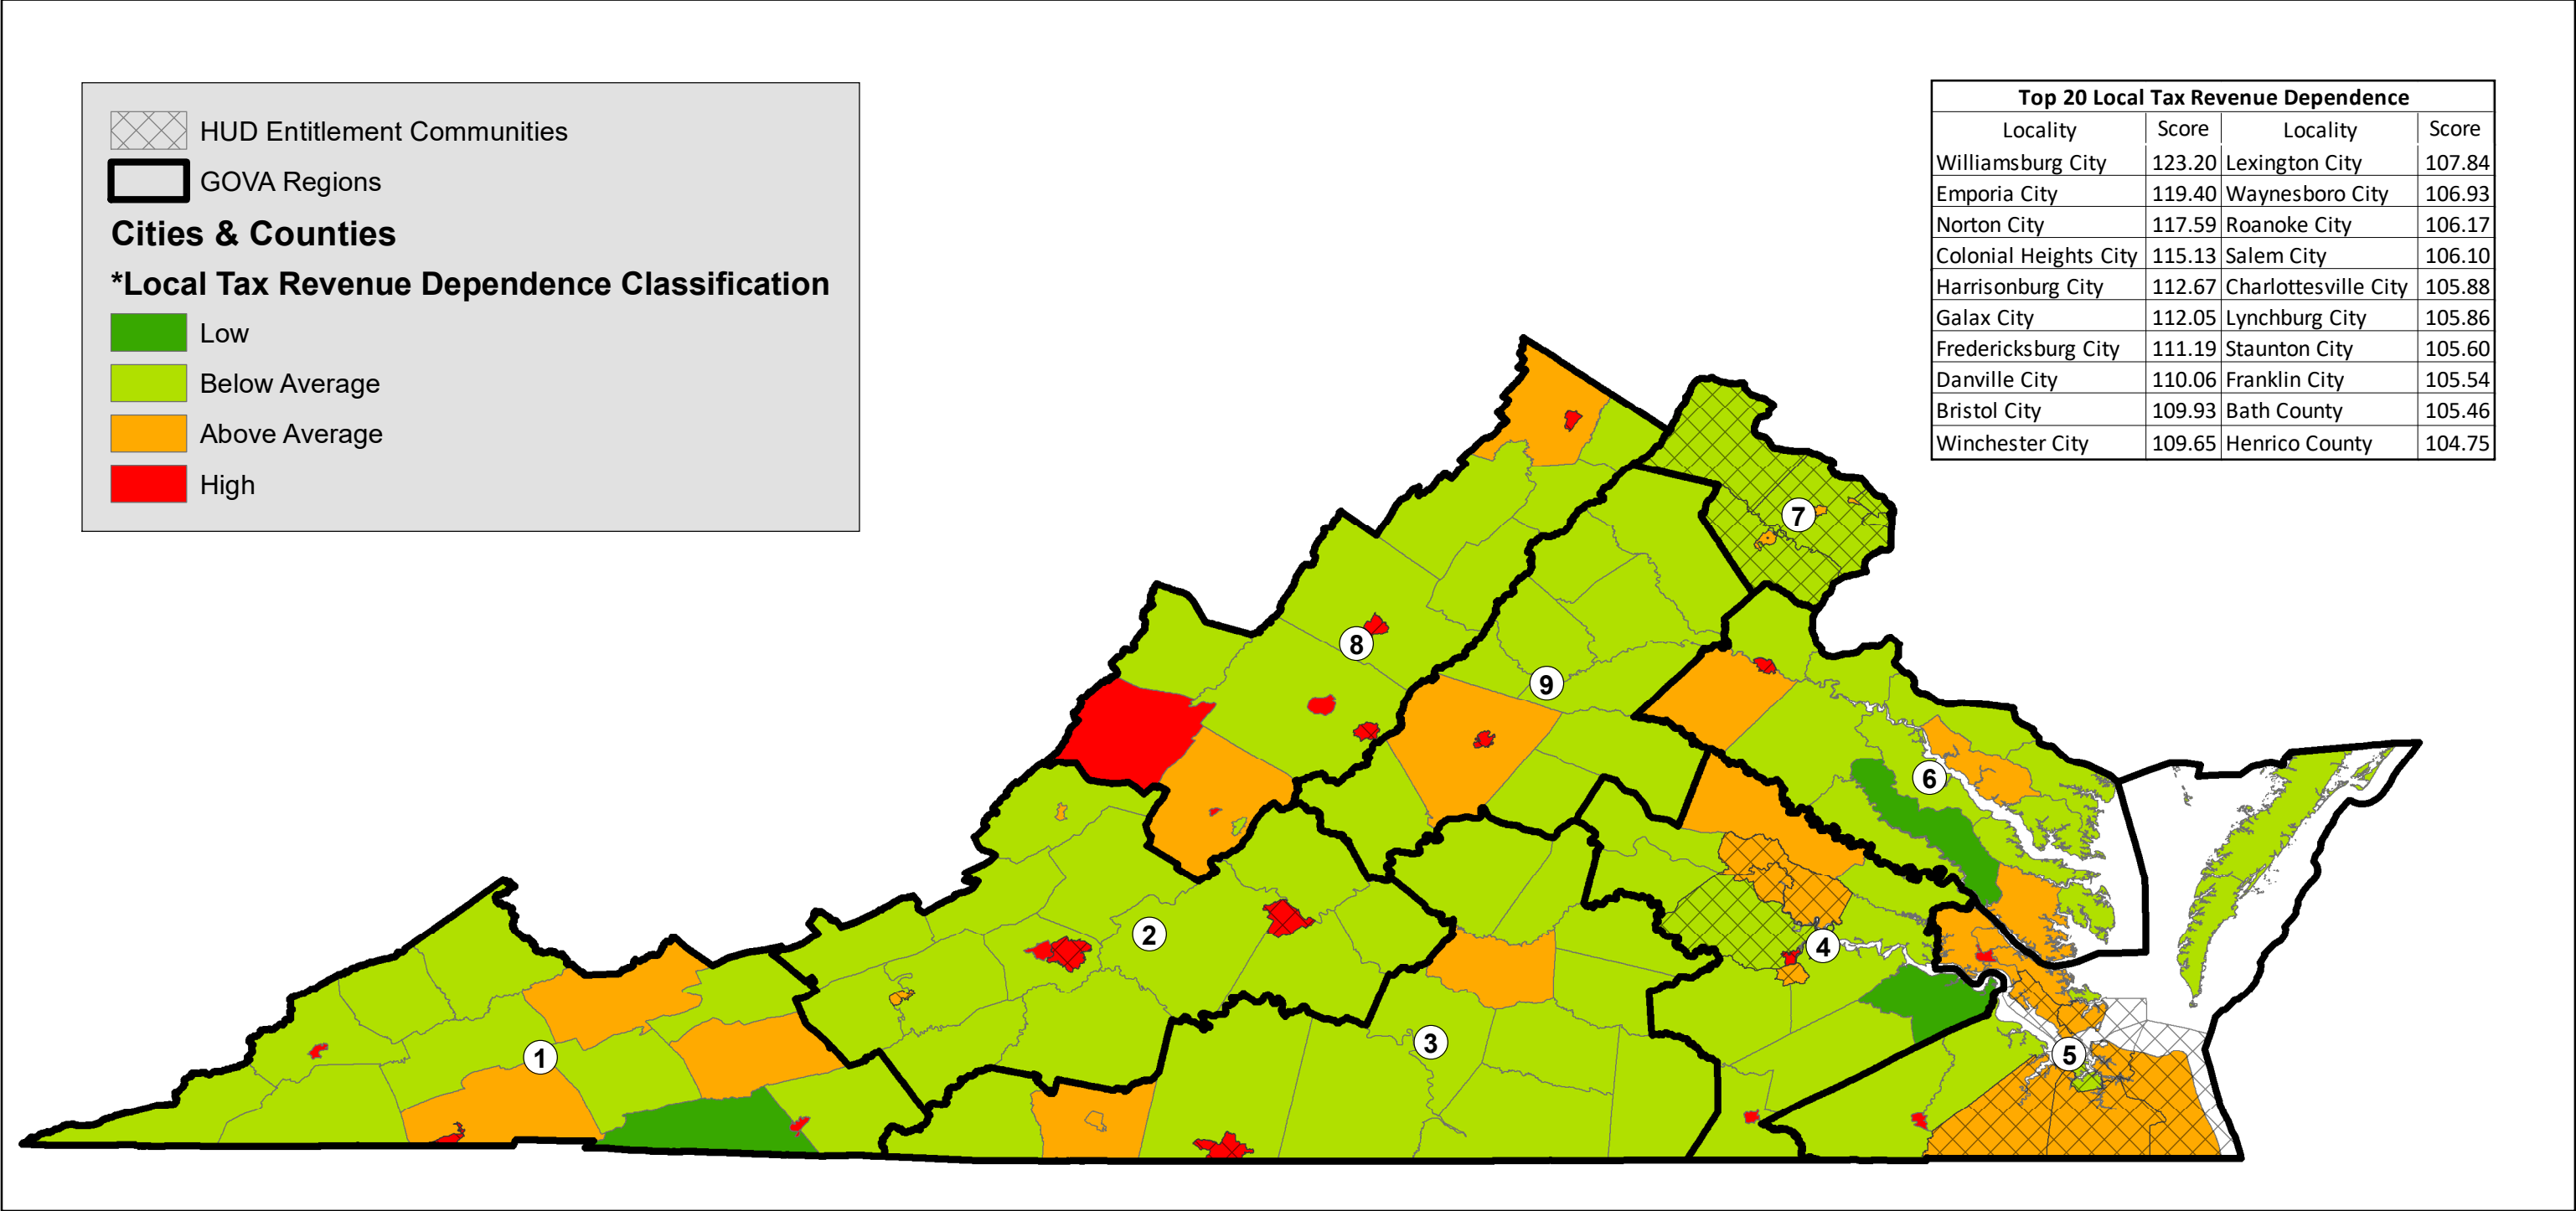 HUD Entitlement Communities
GOVA Regions
Cities & Counties
*Local Tax Revenue Dependence Classification
Low
Below Average
Above Average
High
Top 20 Local Tax Revenue Dependence
Locality Score Locality Score
Williamsburg City 123.20 Lexington City 107.84
Emporia City 119.40 Waynesboro City 106.93
Norton City 117.59 Roanoke City 106.17
Colonial Heights City 115.13 Salem City 106.10
Harrisonburg City 112.67 Charlottesville City 105.88
Galax City 112.05 Lynchburg City 105.86
Fredericksburg City 111.19 Staunton City 105.60
Danville City 110.06 Franklin City 105.54
Bristol City 109.93 Bath County 105.46
Winchester City 109.65 Henrico County 104.75
7
8
9
6
2
4
3
1
5